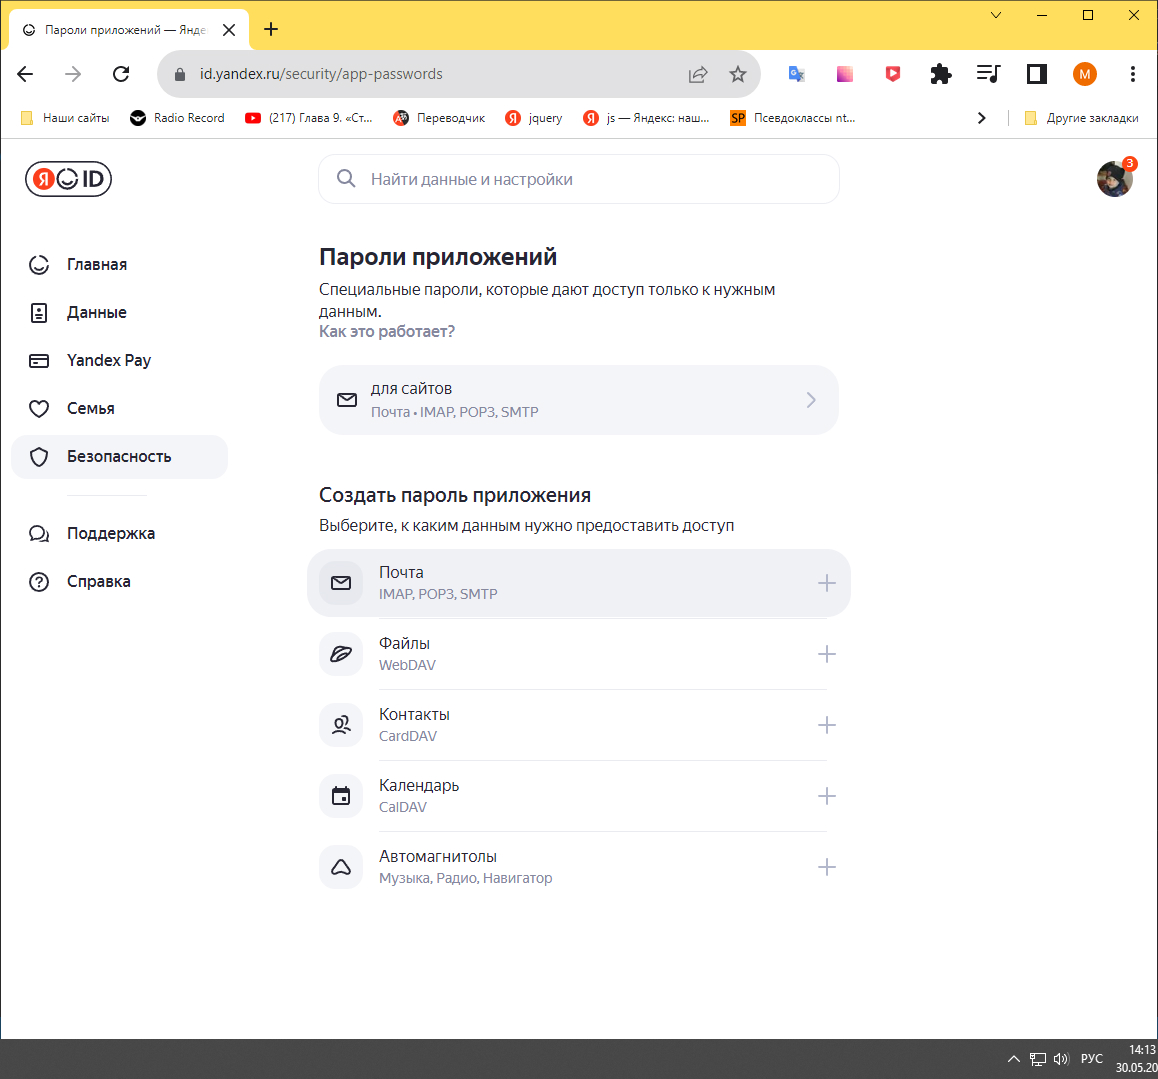 Пароли приложений — Янде
id.yandex.ru/security/app-passwords
M
Наши сайты
Radio Record
(217) Глава 9. «Ст...
Переводчик
jquery
js — Яндекс: наш...
SP Псевдоклассы nt...
Другие закладки
Я ID
Найти данные и настройки
3
Главная
Данные
Yandex Pay
Семья
Безопасность
Поддержка
Справка
Пароли приложений
Специальные пароли, которые дают доступ только к нужным
данным.
Как это работает?
для сайтов
Почта • IMAP, POP3, SMTP
Создать пароль приложения
Выберите, к каким данным нужно предоставить доступ
Почта
IMAP, POP3, SMTP
Файлы
WebDAV
Контакты
CardDAV
Календарь
CalDAV
Автомагнитолы
Музыка, Радио, Навигатор
РУС
14:13
30.05.20